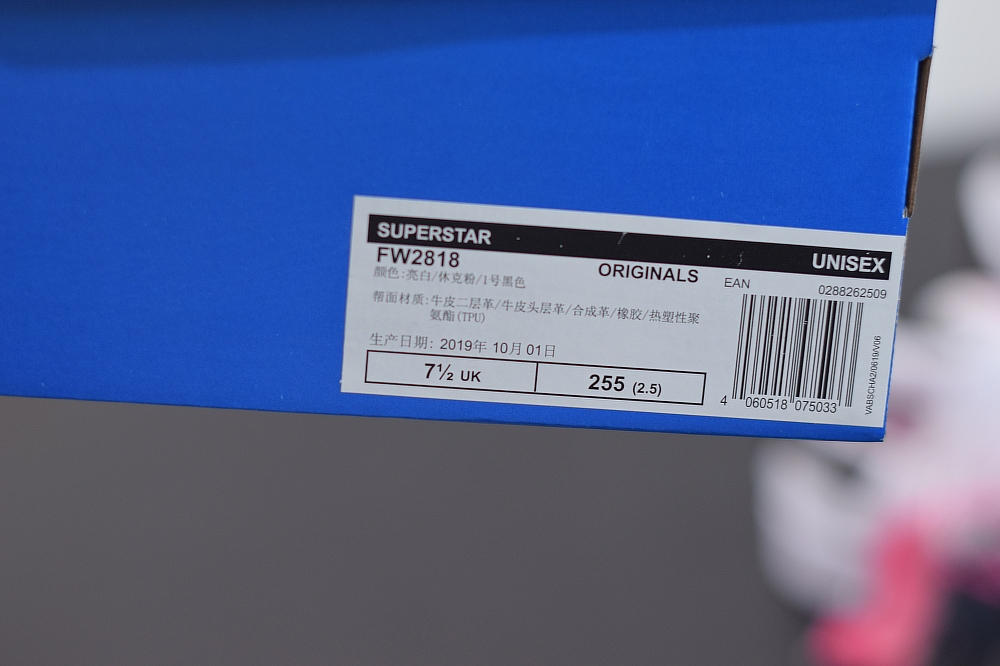 SUPERSTAR
UNISEX
FW2818
ORIGINALS
颜色:亮白/休克粉/1号黑色
EAN
0288262509
帮面材质:牛皮二层革/牛皮头层革/合成革/橡胶/热塑性聚
氨酯(TPU)
生产日期: 2019年 10月 01日
7½ UK
255 (2.5)
4 060518 075033
VABSCHA2/0619/V06